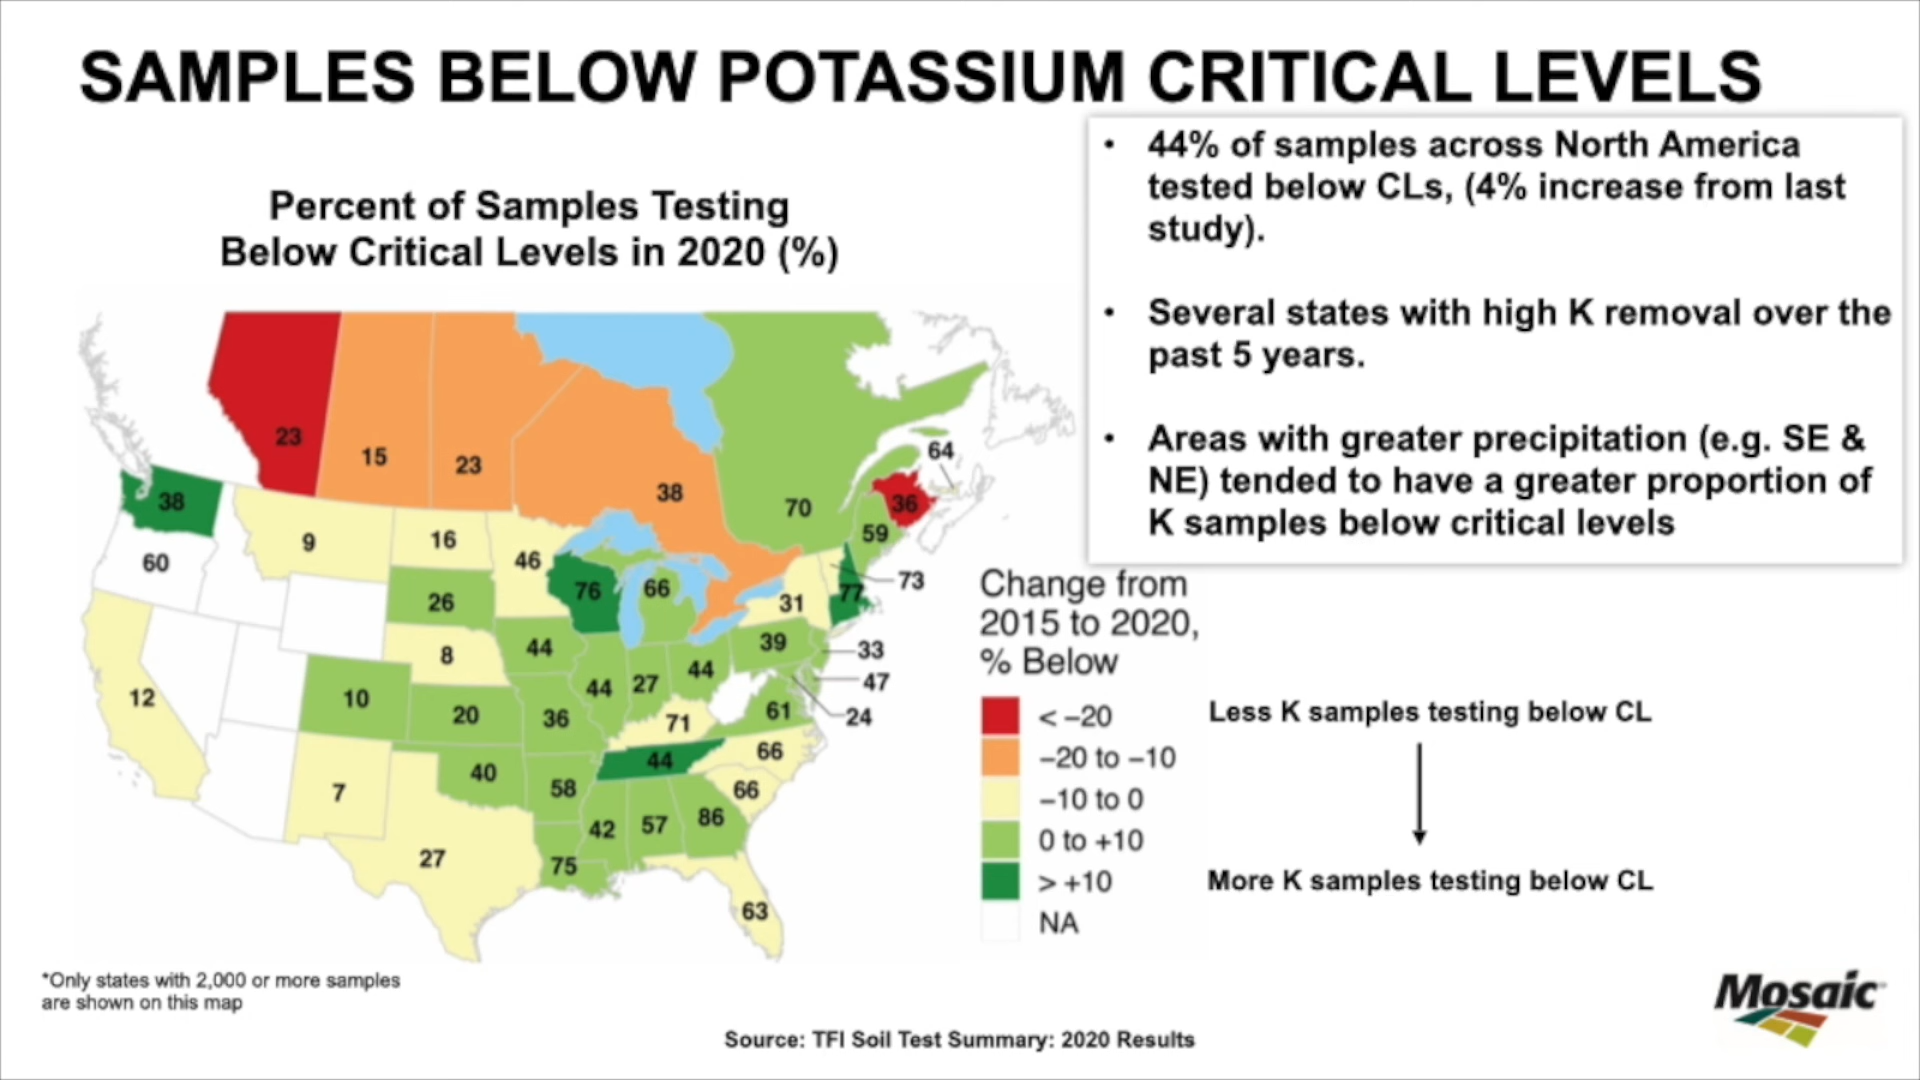 SAMPLES BELOW POTASSIUM CRITICAL LEVELS
• 44% of samples across North America
tested below CLs, (4% increase from last
study).
• Several states with high K removal over the
past 5 years.
• Areas with greater precipitation (e.g. SE &
NE) tended to have a greater proportion of
K samples below critical levels
Percent of Samples Testing
Below Critical Levels in 2020 (%)
23
15
23
38
70
64
36
59
38
60
9
16
46
76
66
73
77
31
26
8
44
39
33
47
24
12
10
20
44
27
44
36
71
61
7
40
44
66
58
66
42
57
86
27
75
63
Change from
2015 to 2020,
% Below
< −20
−20 to −10
−10 to 0
0 to +10
> +10
NA
Less K samples testing below CL
More K samples testing below CL
*Only states with 2,000 or more samples
are shown on this map
Source: TFI Soil Test Summary: 2020 Results
Mosaic